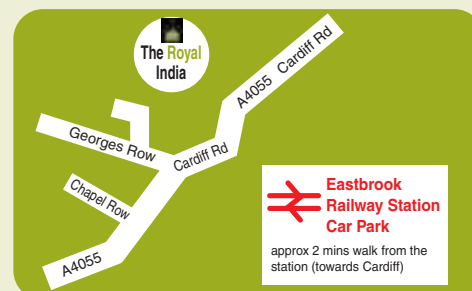 The Royal
India
A4055 Cardiff Rd
Georges Row
Cardiff Rd
Chapel Row
A4055
Eastbrook
Railway Station
Car Park
approx 2 mins walk from the
station (towards Cardiff)